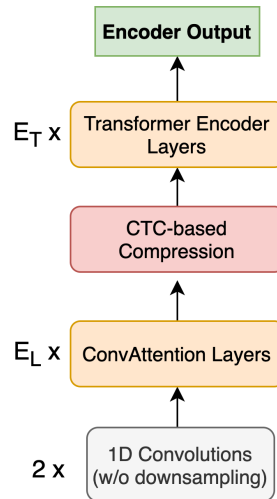 Encoder Output
E_T x
Transformer Encoder
Layers
CTC-based
Compression
E_L x
ConvAttention Layers
2 x
1D Convolutions
(w/o downsampling)